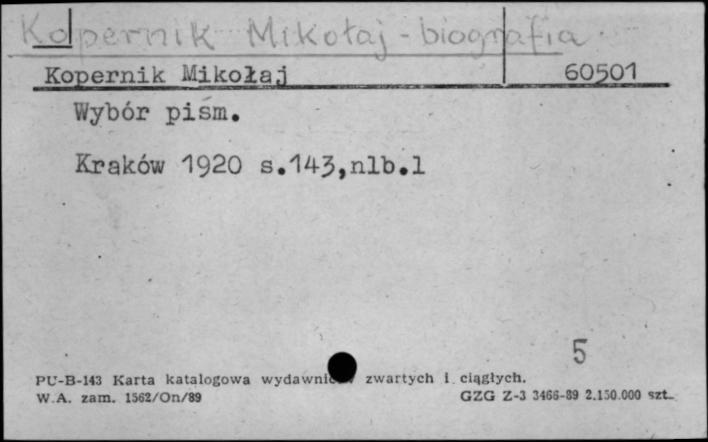 Kopernik Mikołaj - biografia
Kopernik Mikołaj 60501
Wybór pism.
Kraków 1920 s.143,nlb.1
5
PU-B-143 Karta katalogowa zwartych i ciągłych.
W.A. zam. 1562/On/89 GZG Z-3 3466-89 2.150.000 szt.